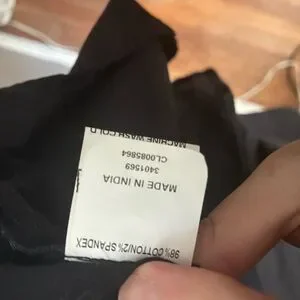 98% COTTON/2% SPANDEX
MADE IN INDIA
3401569
CL0085864
MACHINE WASH COLD